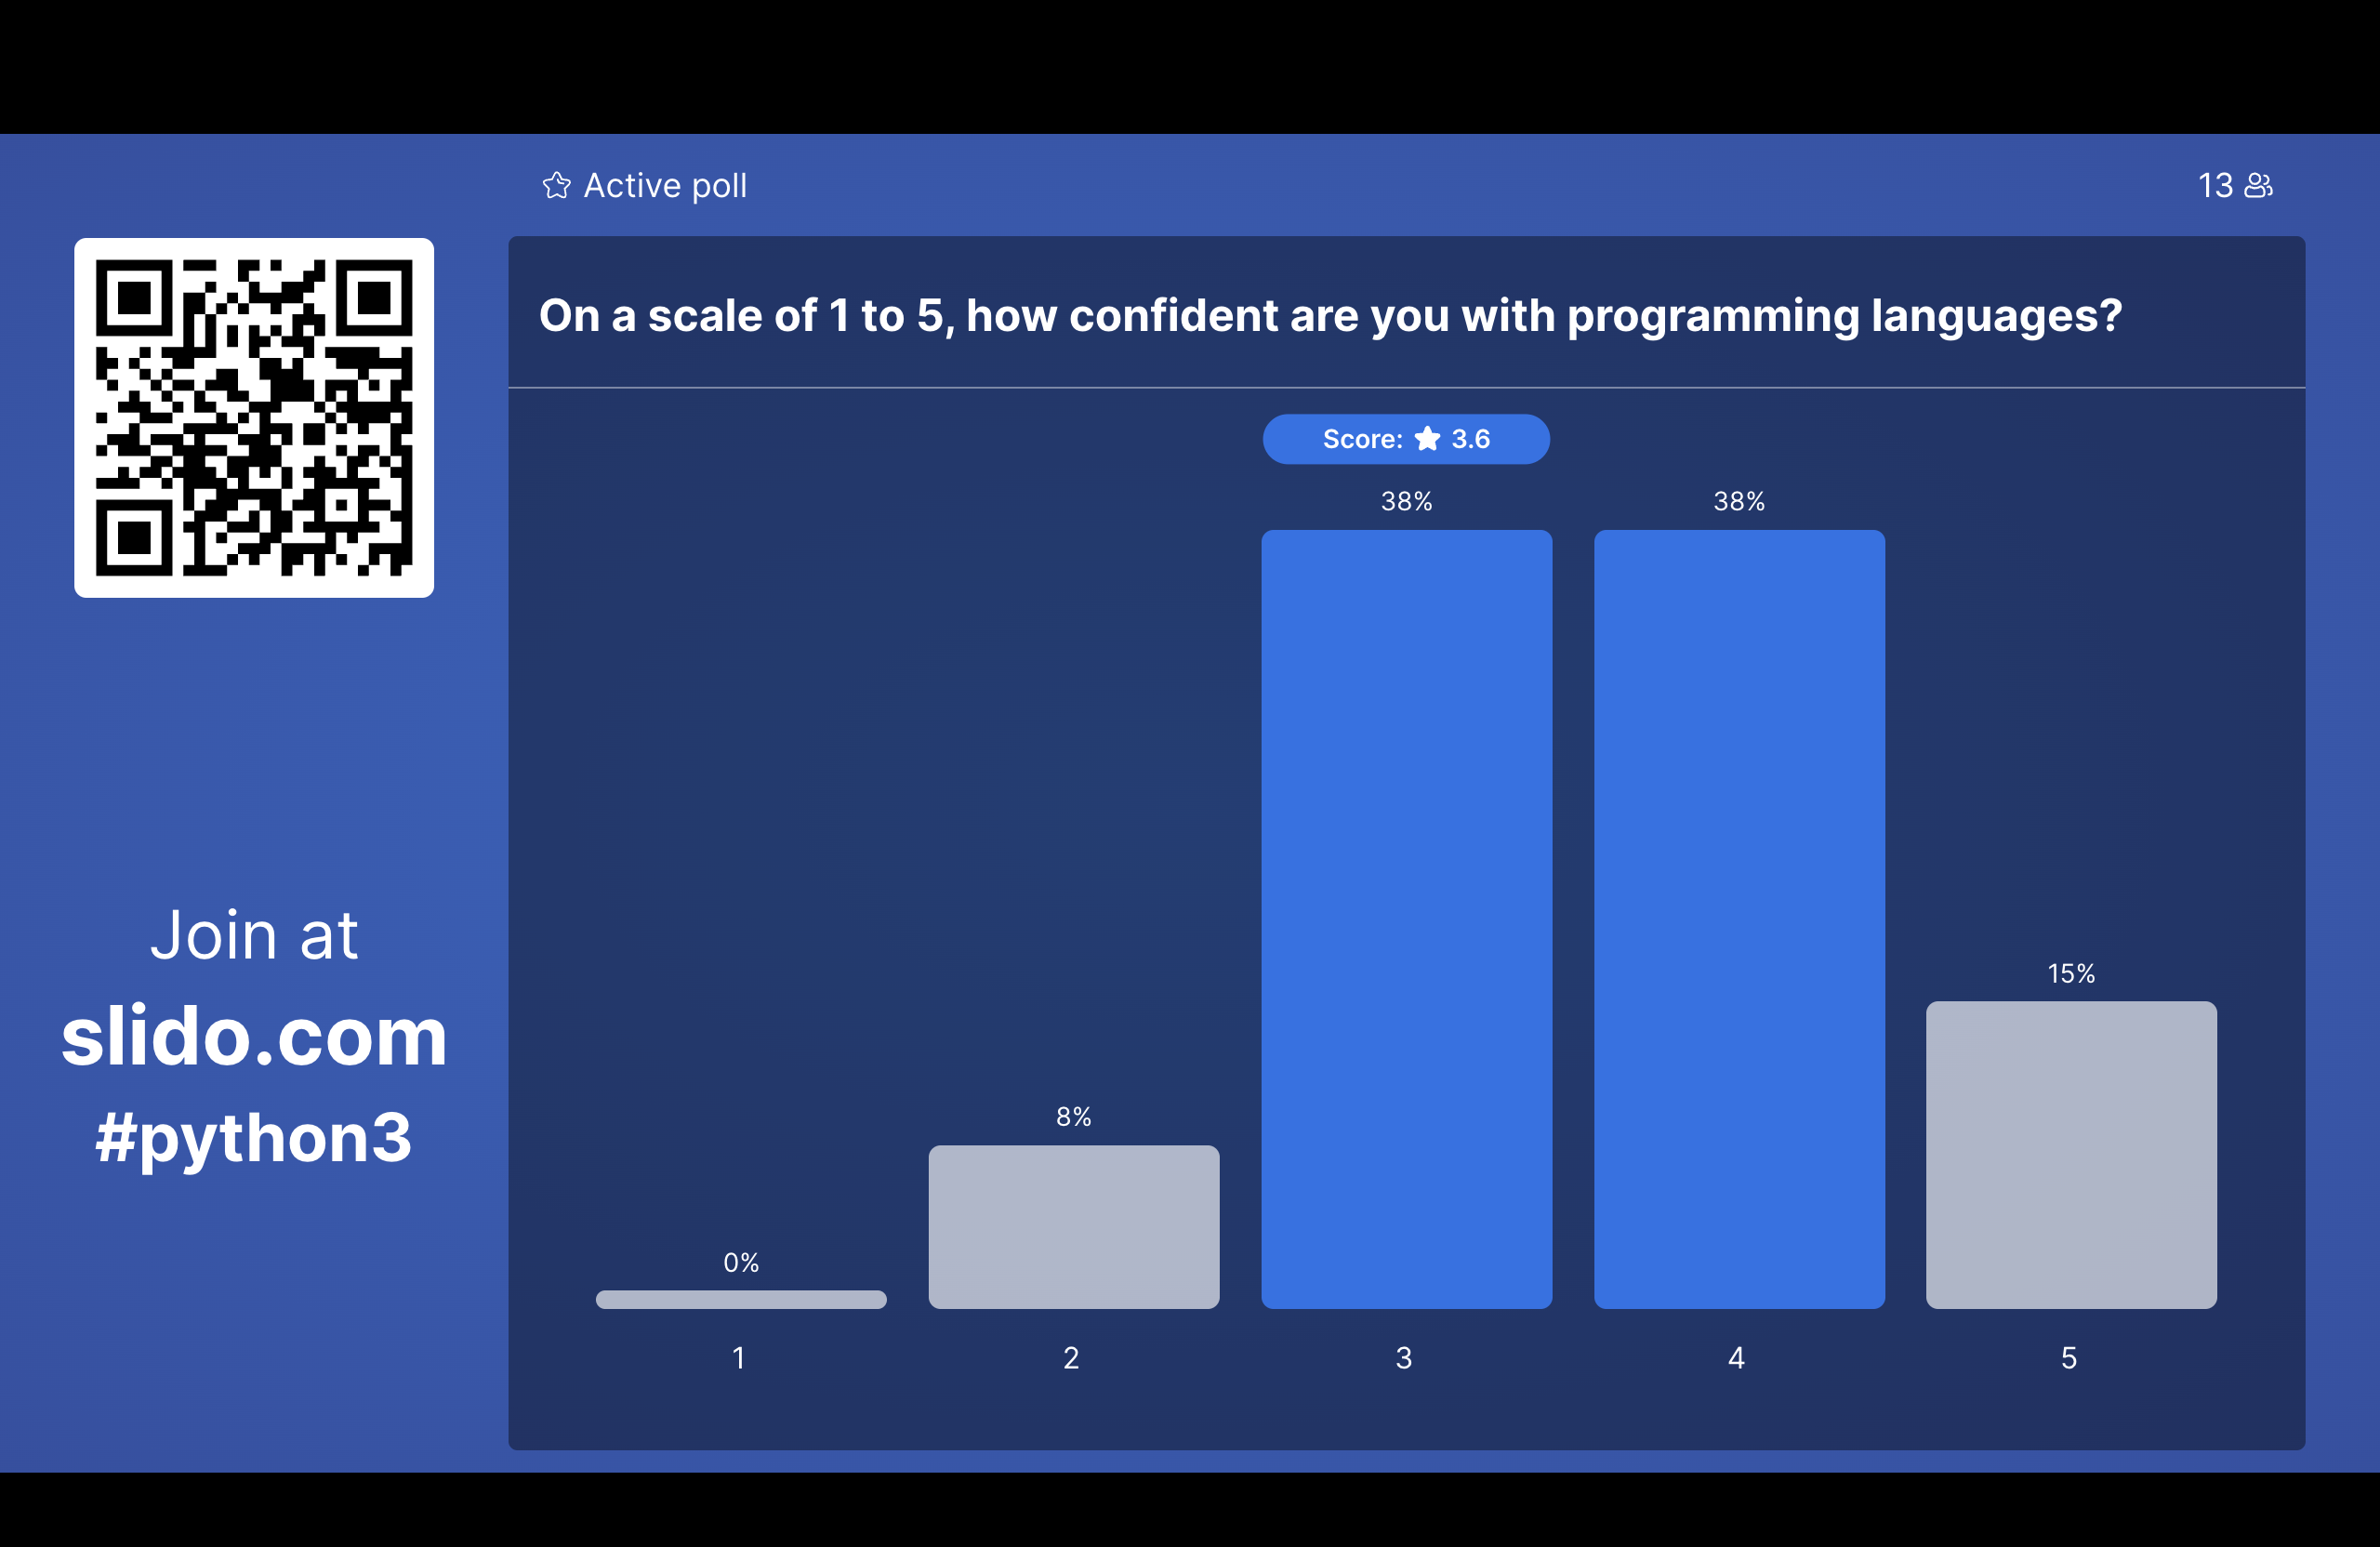 Active poll
13
On a scale of 1 to 5, how confident are you with programming languages?
Score: 3.6
38%
38%
15%
8%
0%
1
2
3
4
5
Join at
slido.com
#python3